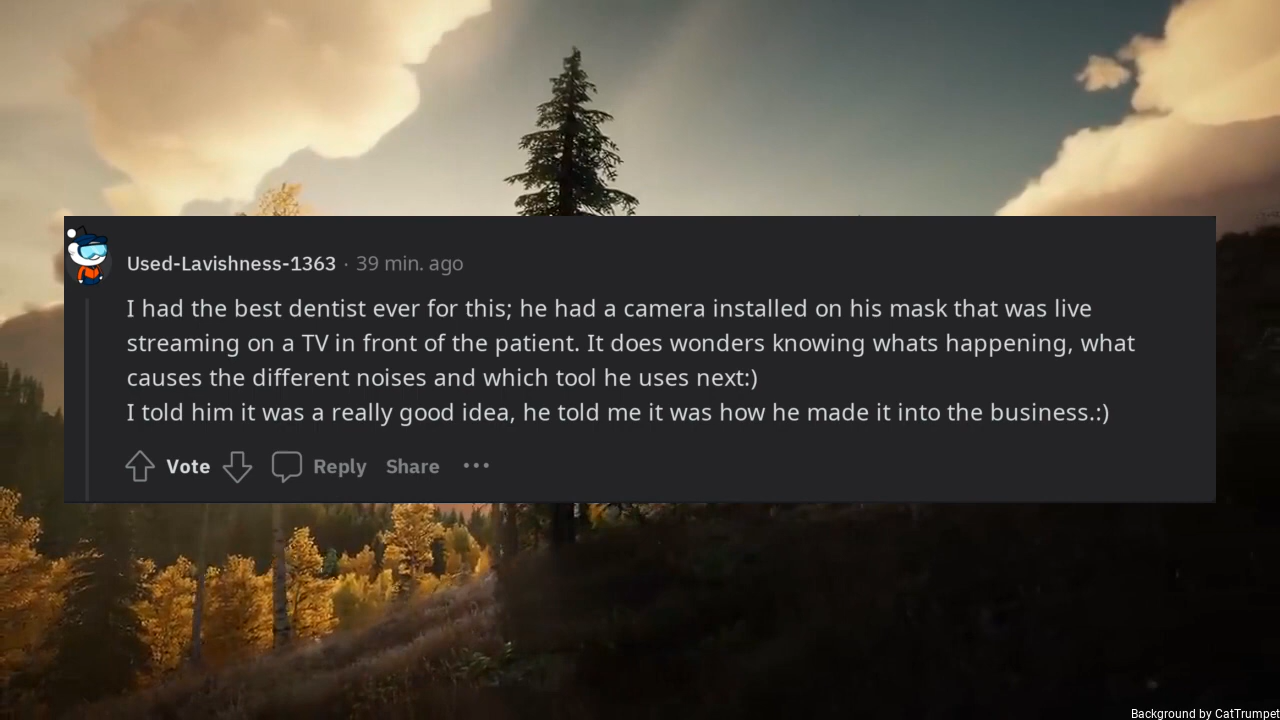 Used-Lavishness-1363 · 39 min. ago
I had the best dentist ever for this; he had a camera installed on his mask that was live
streaming on a TV in front of the patient. It does wonders knowing whats happening, what
causes the different noises and which tool he uses next:)
I told him it was a really good idea, he told me it was how he made it into the business.:)
Vote Reply Share •••
Background by CatTrumpet